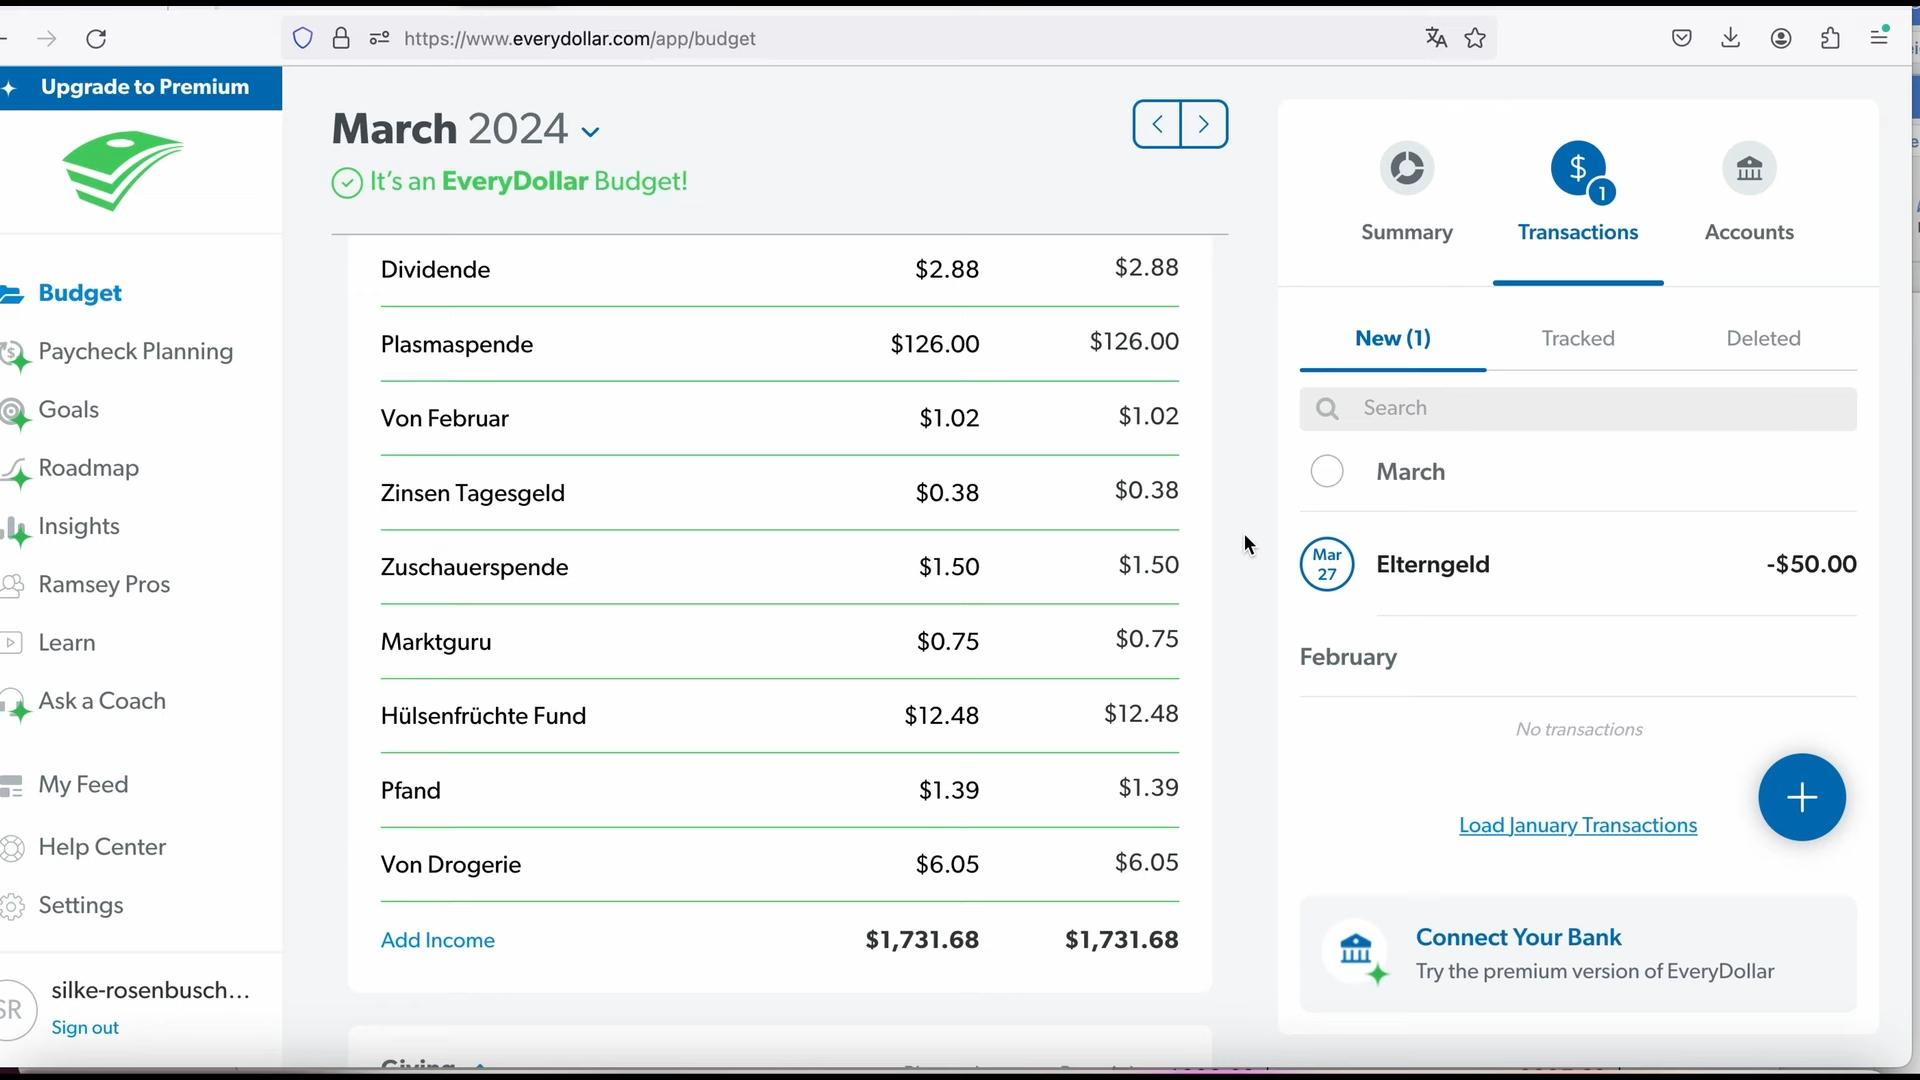 https://www.everydollar.com/app/budget
Upgrade to Premium
March 2024
It's an EveryDollar Budget!
Summary
1
Transactions
Accounts
Budget
Paycheck Planning
Goals
Roadmap
Insights
Ramsey Pros
Learn
Ask a Coach
My Feed
Help Center
Settings
silke-rosenbusch...
SR
Sign out
Dividende $2.88 $2.88
Plasmaspende $126.00 $126.00
Von Februar $1.02 $1.02
Zinsen Tagesgeld $0.38 $0.38
Zuschauerspende $1.50 $1.50
Marktguru $0.75 $0.75
Hülsenfrüchte Fund $12.48 $12.48
Pfand $1.39 $1.39
Von Drogerie $6.05 $6.05
Add Income $1,731.68 $1,731.68
Giving
New (1) Tracked Deleted
Search
March
Mar
27
Elterngeld -$50.00
February
No transactions
Load January Transactions
Connect Your Bank
Try the premium version of EveryDollar